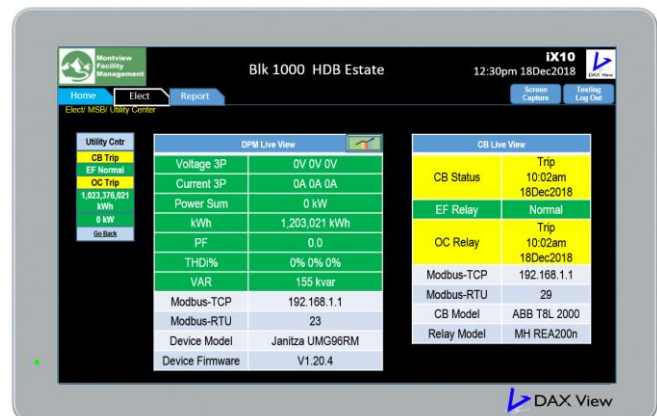 Montview
Facility
Management
Blk 1000 HDB Estate
iX10
12:30pm 18Dec2018
DAX View
Home
Elect
Report
Screen
Capture
Testing
Log Out
Elect/ MSB/ Utility Center
Utility Cntr
CB Trip
EF Normal
OC Trip
1,023,376,021
kWh
0 kW
Go Back
DPM Live View
Voltage 3P 0V 0V 0V
Current 3P 0A 0A 0A
Power Sum 0 kW
kWh 1,203,021 kWh
PF 0.0
THDi% 0% 0% 0%
VAR 155 kvar
Modbus-TCP 192.168.1.1
Modbus-RTU 23
Device Model Janitza UMG96RM
Device Firmware V1.20.4
CB Live View
CB Status Trip
10:02am
18Dec2018
EF Relay Normal
OC Relay Trip
10:02am
18Dec2018
Modbus-TCP 192.168.1.1
Modbus-RTU 29
CB Model ABB T8L 2000
Relay Model MH REA200n
DAX View